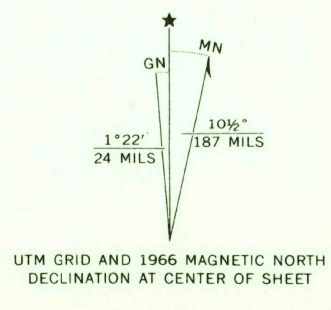 ★
GN
MN
1°22'
24 MILS
10½°
187 MILS
UTM GRID AND 1966 MAGNETIC NORTH
DECLINATION AT CENTER OF SHEET